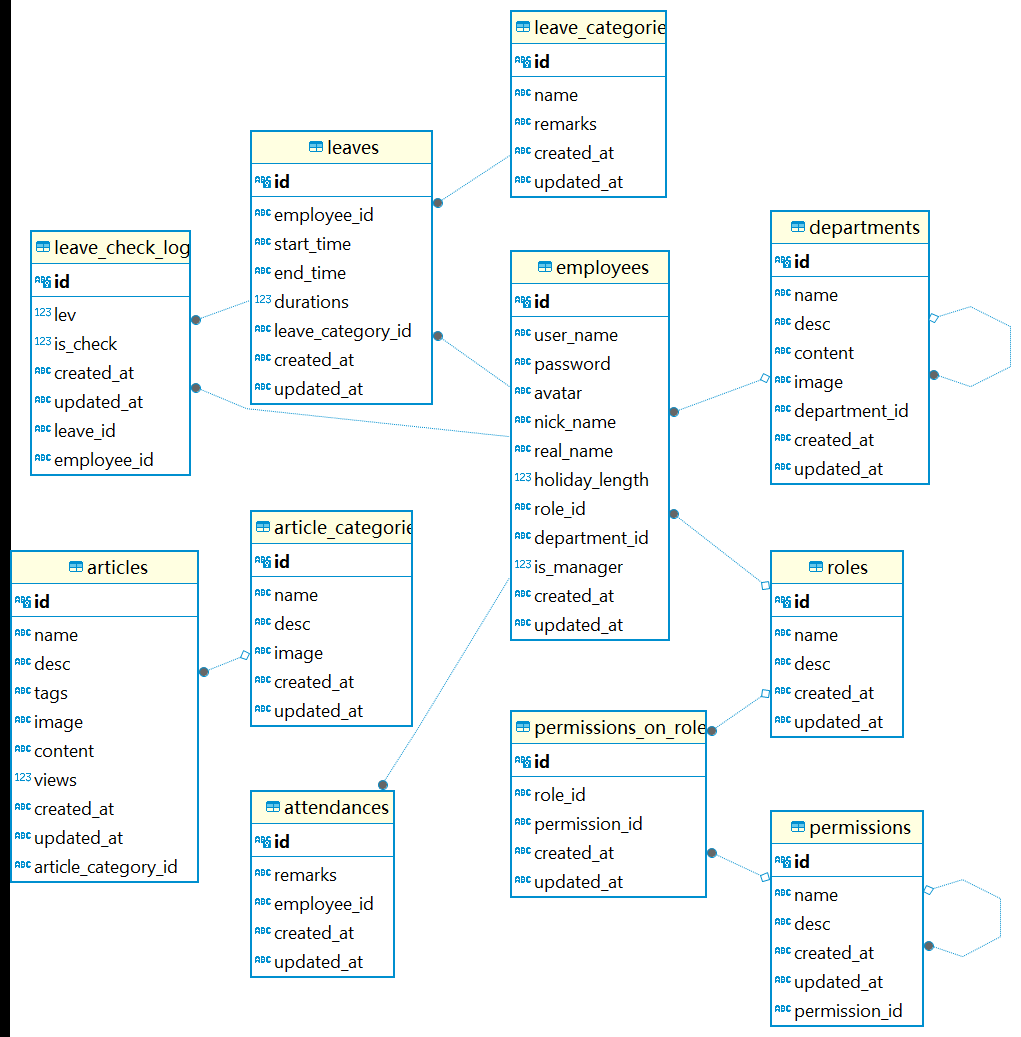 leave_categorie
id
name
remarks
created_at
updated_at
leaves
id
employee_id
start_time
end_time
durations
leave_category_id
created_at
updated_at
leave_check_log
id
lev
is_check
created_at
updated_at
leave_id
employee_id
employees
id
user_name
password
avatar
nick_name
real_name
holiday_length
role_id
department_id
is_manager
created_at
updated_at
departments
id
name
desc
content
image
department_id
created_at
updated_at
articles
id
name
desc
tags
image
content
views
created_at
updated_at
article_category_id
article_categorie
id
name
desc
image
created_at
updated_at
attendances
id
remarks
employee_id
created_at
updated_at
permissions_on_role
id
role_id
permission_id
created_at
updated_at
roles
id
name
desc
created_at
updated_at
permissions
id
name
desc
created_at
updated_at
permission_id